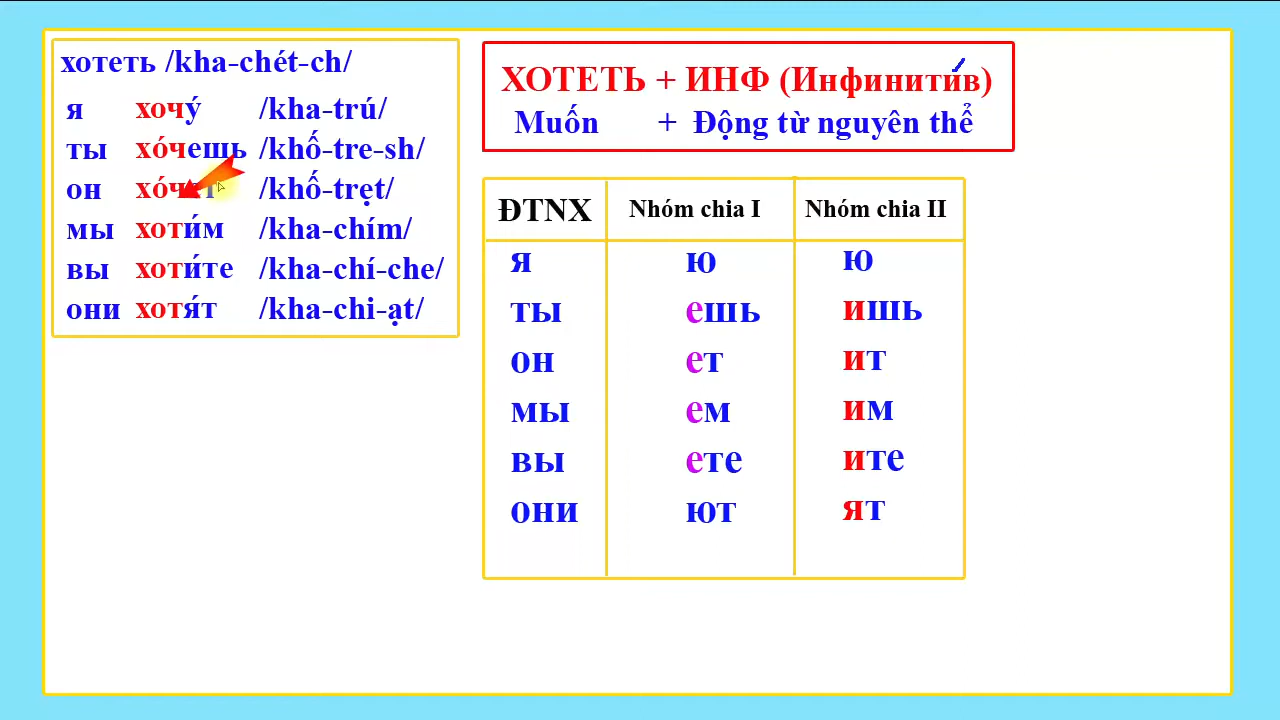 хотеть /kha-chét-ch/
я хочу́ /kha-trú/
ты хо́чешь /khố-tre-sh/
он /khố-trẹt/
мы хоти́м /kha-chím/
вы хоти́те /kha-chí-che/
они хотя́т /kha-chi-ạt/
ХОТЕТЬ + ИНФ (Инфинити́в)
Muốn + Động từ nguyên thể
ĐTNX Nhóm chia I Nhóm chia II
я ю ю
ты ешь ишь
он ет ит
мы ем им
вы ете ите
они ют ят